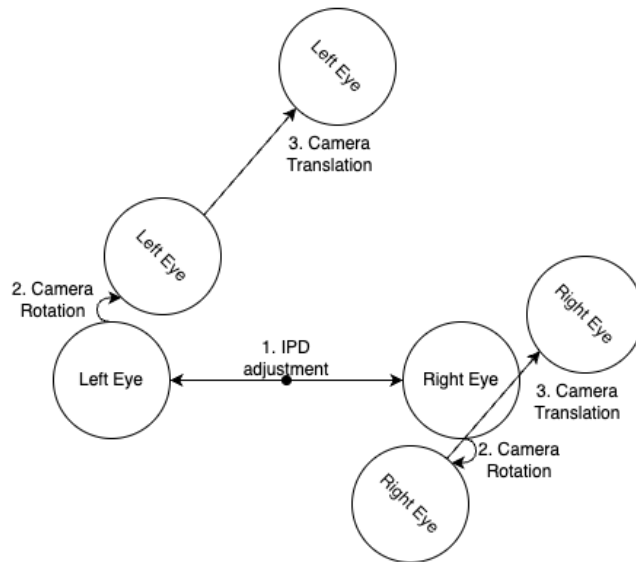 Left Eye
3. Camera
Translation
Left Eye
2. Camera
Rotation
Left Eye
1. IPD
adjustment
Right Eye
Right Eye
3. Camera
Translation
2. Camera
Rotation
Right Eye